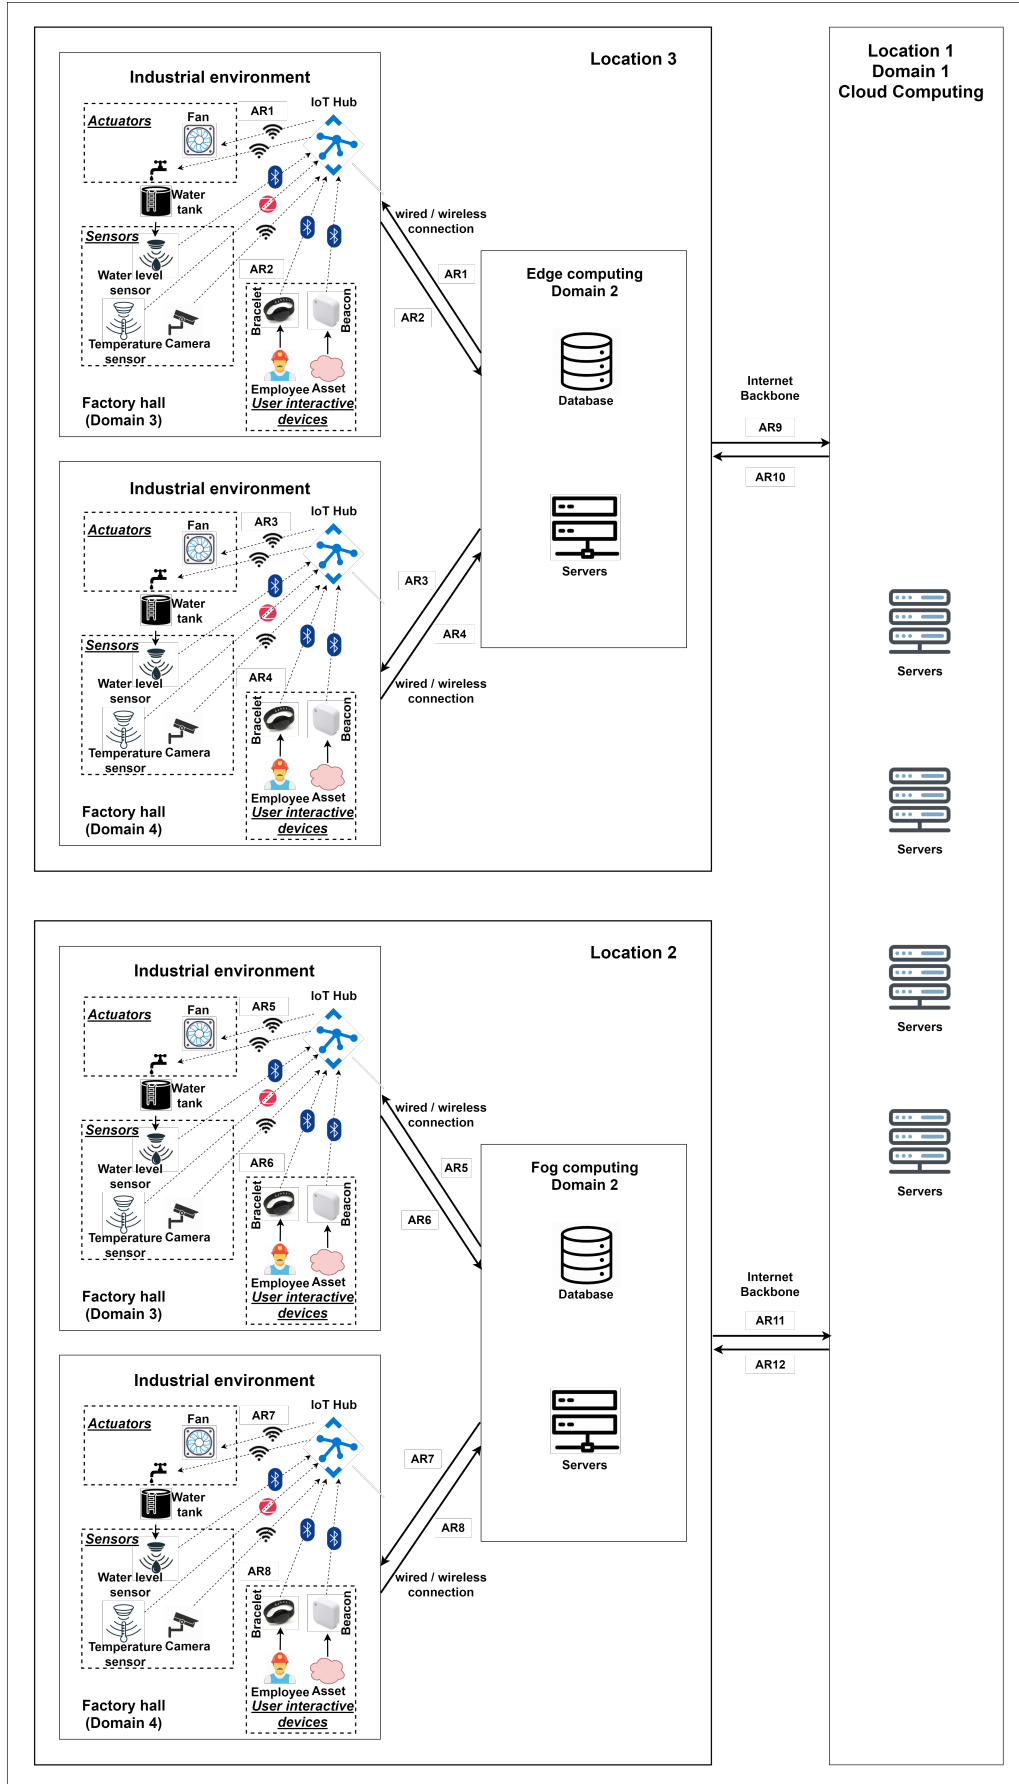 Location 3
Location 1
Domain 1
Cloud Computing
Industrial environment
IoT Hub
AR1
Actuators
Fan
Water
tank
Sensors
Water level
sensor
AR2
Bracelet
Beacon
Temperature
sensor
Camera
Employee
Asset
User interactive
devices
Factory hall
(Domain 3)
wired / wireless
connection
AR1
AR2
Edge computing
Domain 2
Database
Servers
Internet
Backbone
AR9
AR10
Industrial environment
IoT Hub
AR3
Actuators
Fan
Water
tank
Sensors
Water level
sensor
AR4
Bracelet
Beacon
Temperature
sensor
Camera
Employee
Asset
User interactive
devices
Factory hall
(Domain 4)
AR3
AR4
wired / wireless
connection
Servers
Servers
Servers
Servers
Location 2
Industrial environment
IoT Hub
AR5
Actuators
Fan
Water
tank
Sensors
Water level
sensor
AR6
Bracelet
Beacon
Temperature
sensor
Camera
Employee
Asset
User interactive
devices
Factory hall
(Domain 3)
wired / wireless
connection
AR5
AR6
Fog computing
Domain 2
Database
Servers
Internet
Backbone
AR11
AR12
Industrial environment
IoT Hub
AR7
Actuators
Fan
Water
tank
Sensors
Water level
sensor
AR8
Bracelet
Beacon
Temperature
sensor
Camera
Employee
Asset
User interactive
devices
Factory hall
(Domain 4)
AR7
AR8
wired / wireless
connection